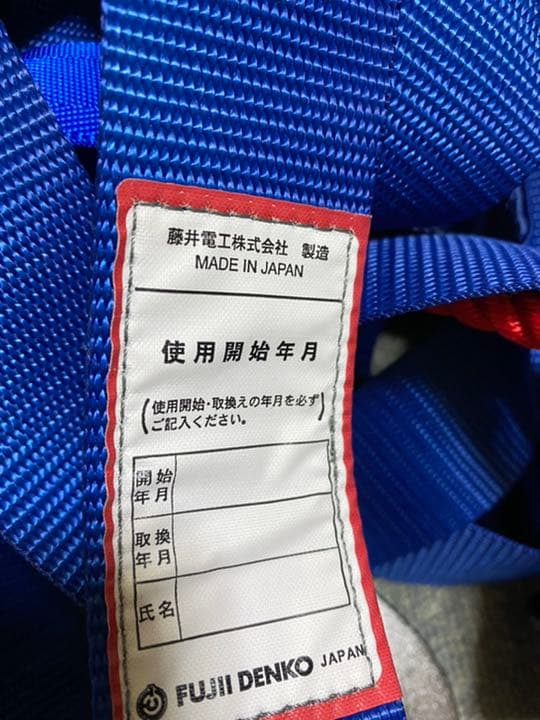 藤井電工株式会社 製造
MADE IN JAPAN
使用開始年月
(使用開始・取換えの年月を必ず
ご記入ください。)
開始
年月
取換
年月
氏名
FUJII DENKO JAPAN